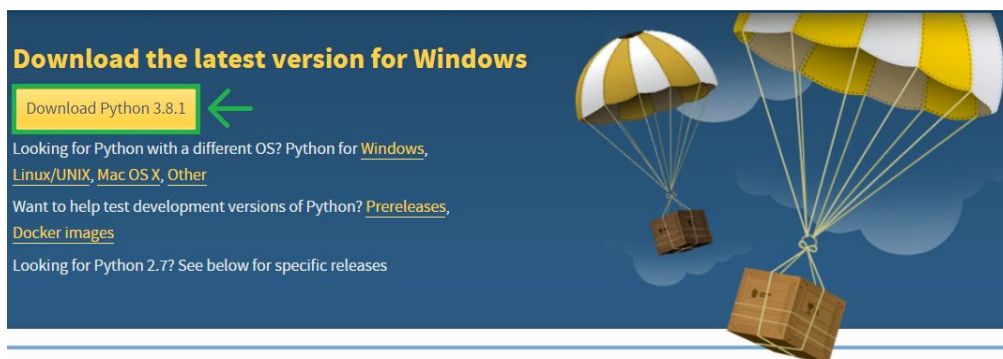 Download the latest version for Windows
Download Python 3.8.1
Looking for Python with a different OS? Python for Windows,
Linux/UNIX, Mac OS X, Other
Want to help test development versions of Python? Prereleases,
Docker images
Looking for Python 2.7? See below for specific releases